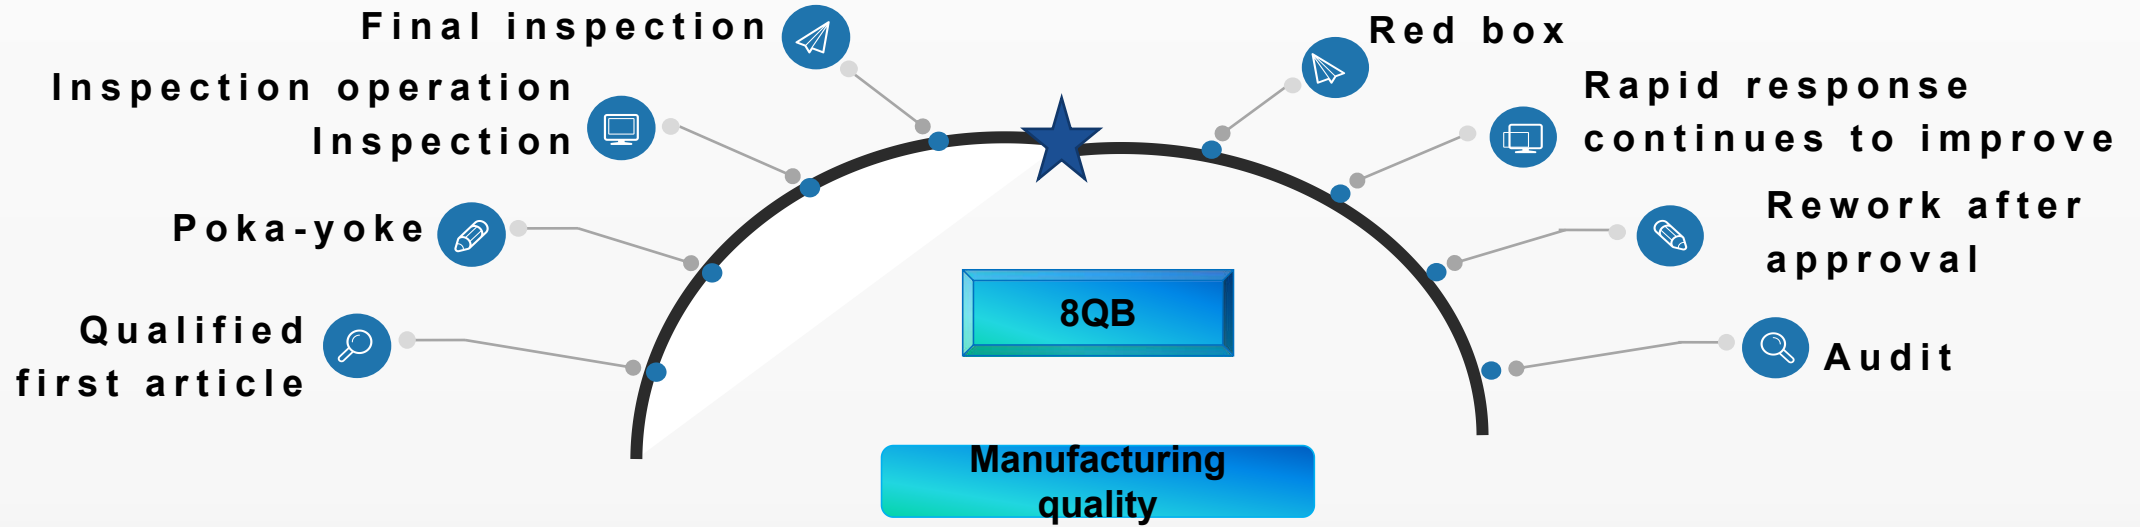 Final inspection
Inspection operation
Inspection
Poka-yoke
Qualified
first article
Red box
Rapid response
continues to improve
Rework after
approval
Audit
8QB
Manufacturing
quality